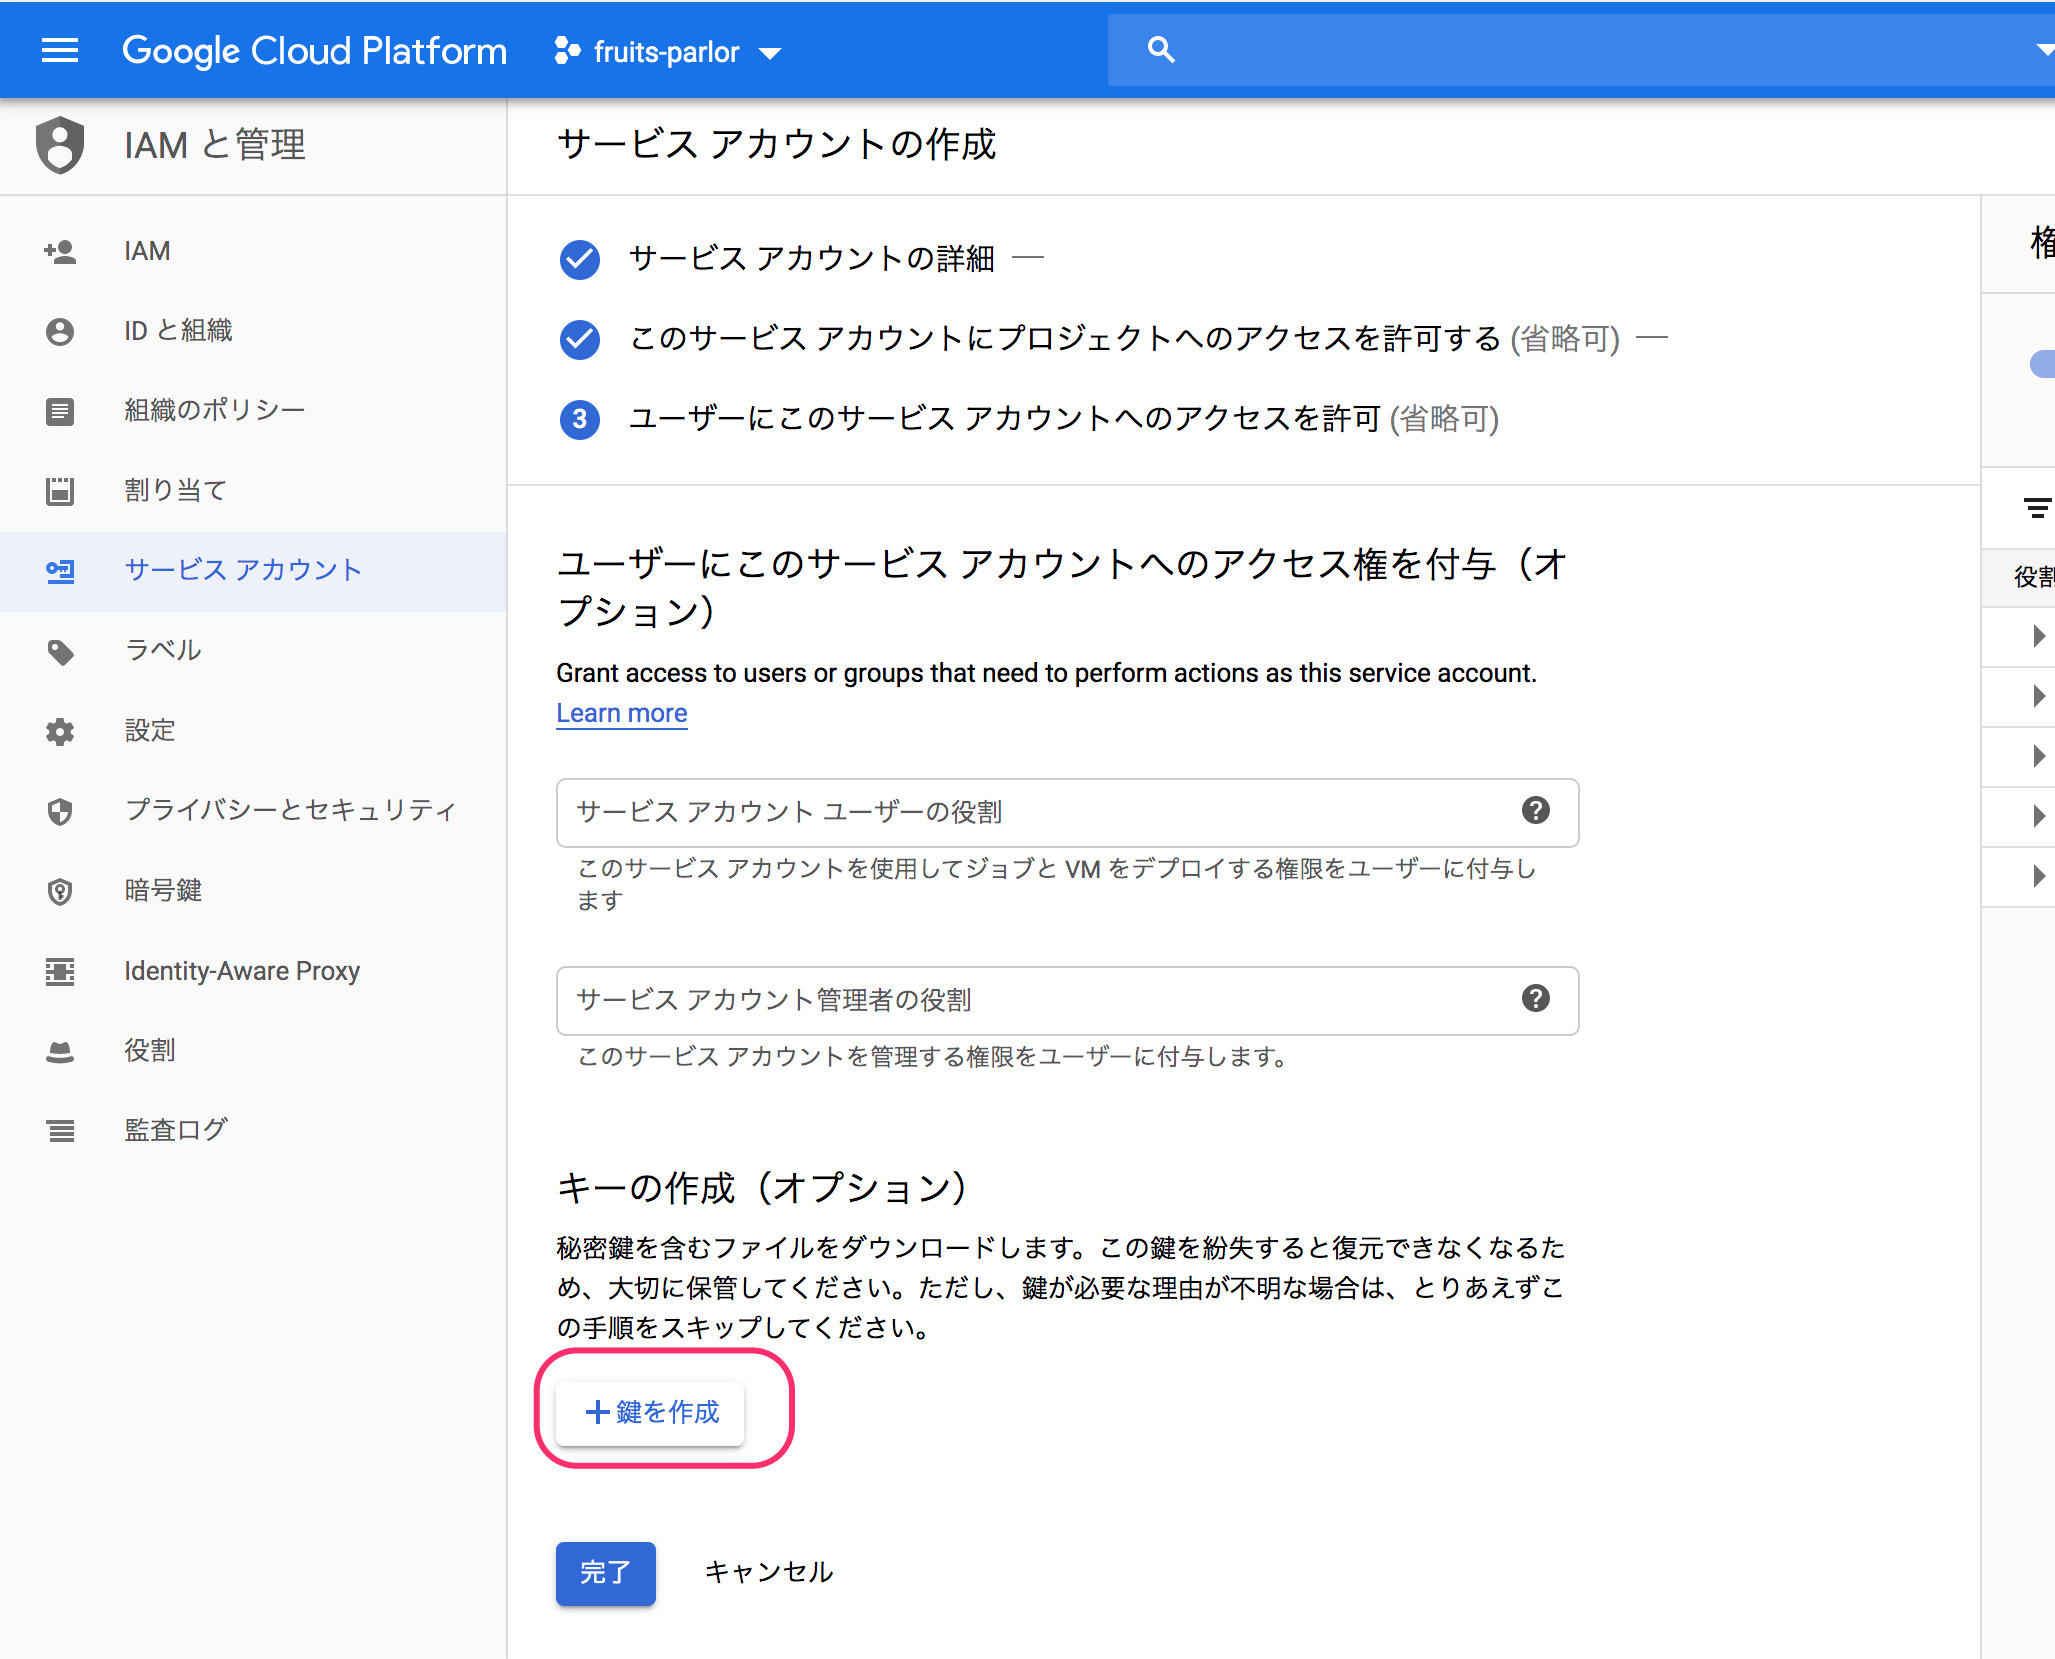 Google Cloud Platform
fruits-parlor
IAM と管理
サービス アカウントの作成
IAM
ID と組織
組織のポリシー
割り当て
サービス アカウント
ラベル
設定
プライバシーとセキュリティ
暗号鍵
Identity-Aware Proxy
役割
監査ログ
サービス アカウントの詳細 —
このサービス アカウントにプロジェクトへのアクセスを許可する (省略可) —
3 ユーザーにこのサービス アカウントへのアクセスを許可 (省略可)
ユーザーにこのサービス アカウントへのアクセス権を付与（オ
プション）
Grant access to users or groups that need to perform actions as this service account.
Learn more
サービス アカウント ユーザーの役割
このサービス アカウントを使用してジョブと VM をデプロイする権限をユーザーに付与し
ます
サービス アカウント管理者の役割
このサービス アカウントを管理する権限をユーザーに付与します。
キーの作成（オプション）
秘密鍵を含むファイルをダウンロードします。この鍵を紛失すると復元できなくなるた
め、大切に保管してください。ただし、鍵が必要な理由が不明な場合は、とりあえずこ
の手順をスキップしてください。
+鍵を作成
完了
キャンセル
権
役割